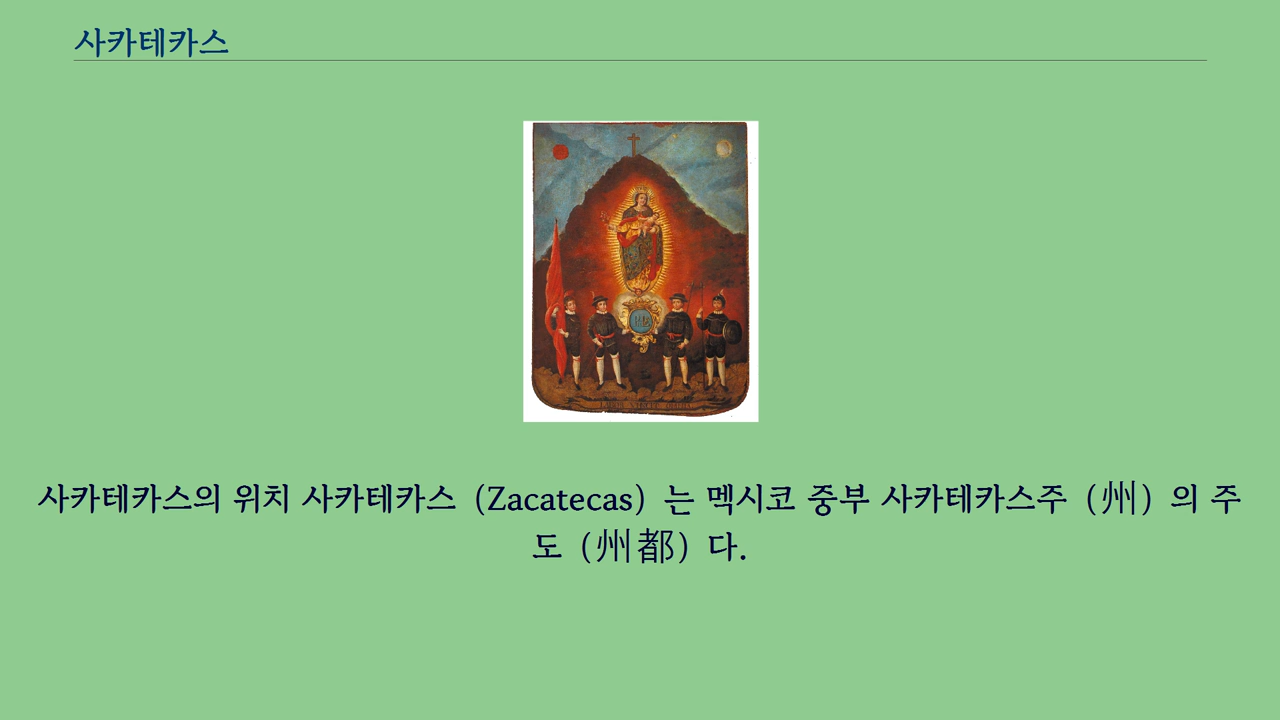 사카테카스
사카테카스의 위치 사카테카스 (Zacatecas) 는 멕시코 중부 사카테카스주 (州) 의 주
도 (州都) 다.